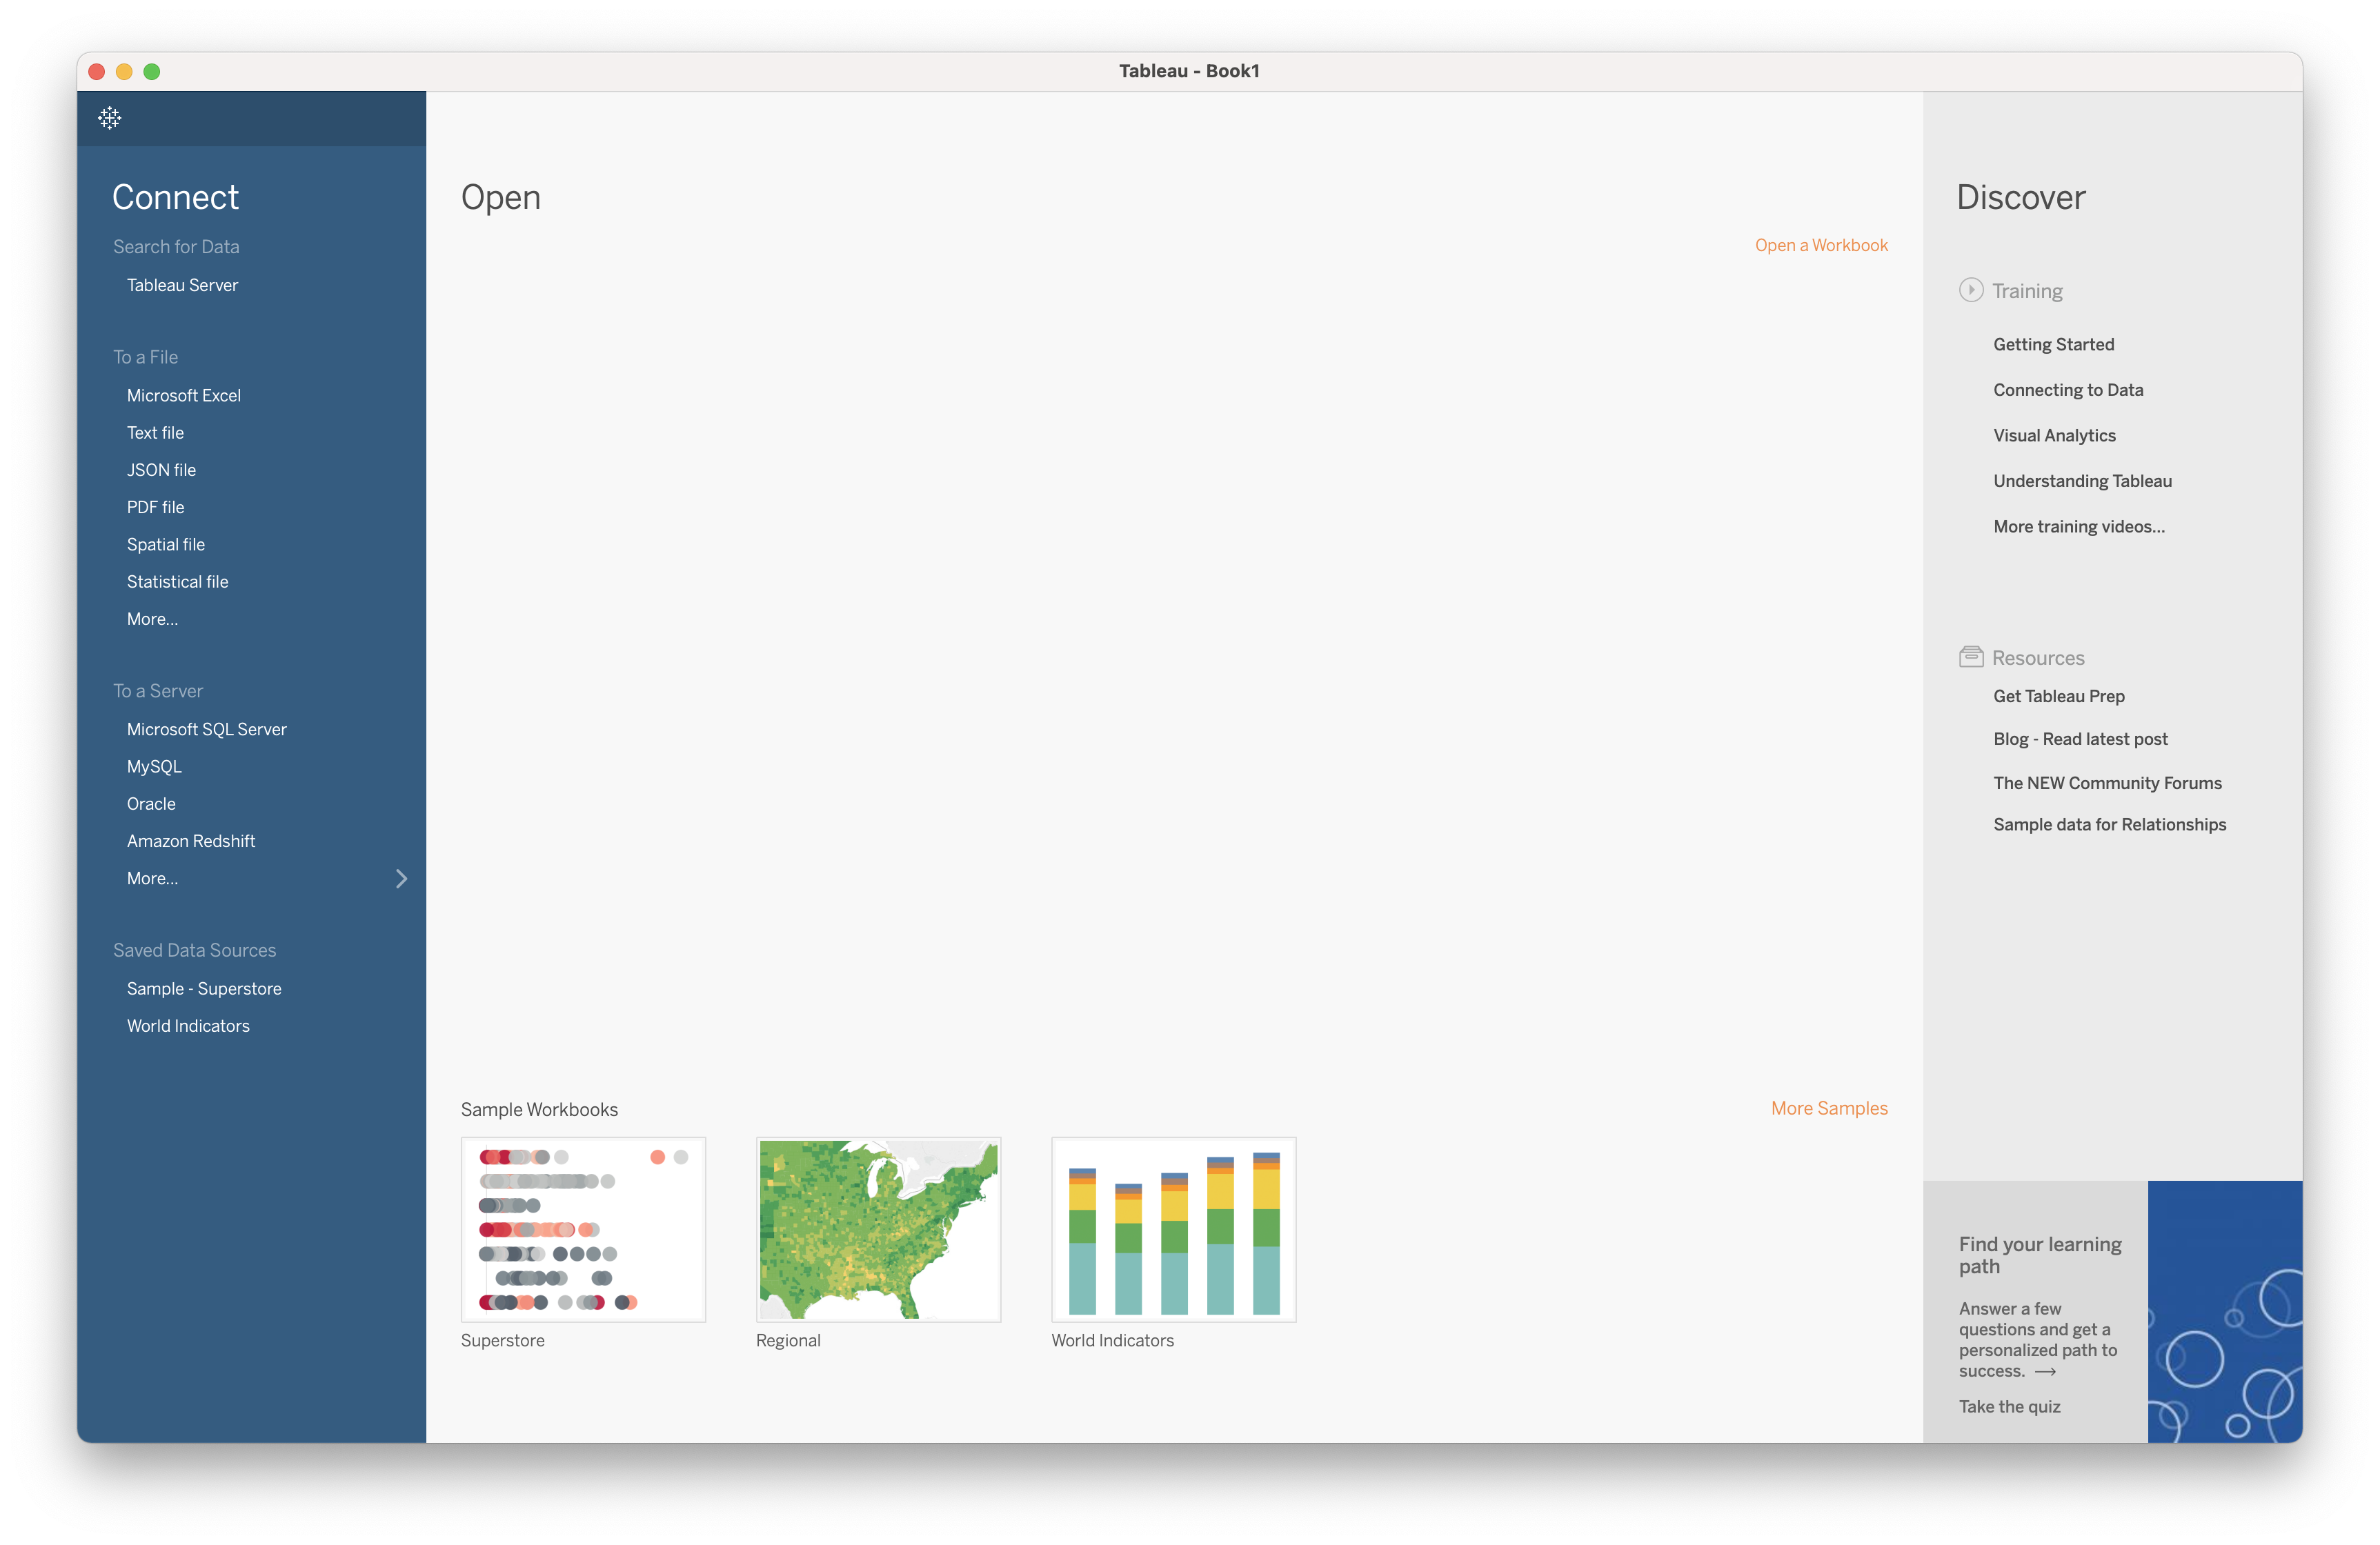 Tableau - Book1
Connect
Search for Data
Tableau Server
To a File
Microsoft Excel
Text file
JSON file
PDF file
Spatial file
Statistical file
More...
To a Server
Microsoft SQL Server
MySQL
Oracle
Amazon Redshift
More...
Saved Data Sources
Sample - Superstore
World Indicators
Open
Open a Workbook
Sample Workbooks
More Samples
Superstore
Regional
World Indicators
Discover
Training
Getting Started
Connecting to Data
Visual Analytics
Understanding Tableau
More training videos...
Resources
Get Tableau Prep
Blog - Read latest post
The NEW Community Forums
Sample data for Relationships
Find your learning
path
Answer a few
questions and get a
personalized path to
success. →
Take the quiz